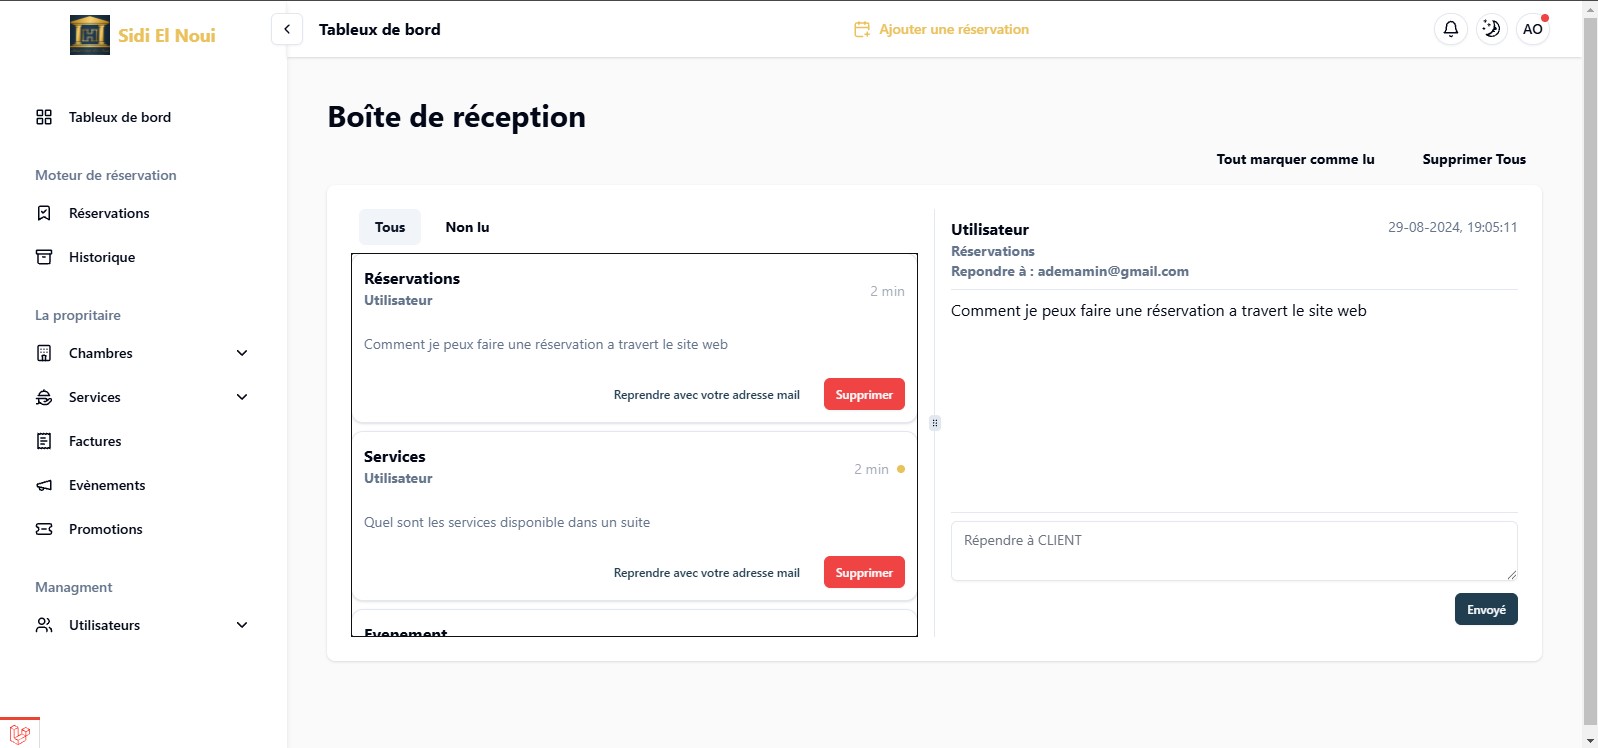 Sidi El Noui
Tableux de bord
Ajouter une réservation
AO
Tableux de bord
Moteur de réservation
Réservations
Historique
La propritaire
Chambres
Services
Factures
Evènements
Promotions
Managment
Utilisateurs
Boîte de réception
Tout marquer comme lu
Supprimer Tous
Tous
Non lu
Réservations
Utilisateur
2 min
Comment je peux faire une réservation a travert le site web
Reprendre avec votre adresse mail
Supprimer
Services
Utilisateur
2 min
Quel sont les services disponible dans un suite
Reprendre avec votre adresse mail
Supprimer
Evenement
Utilisateur
29-08-2024, 19:05:11
Réservations
Repondre à : ademamin@gmail.com
Comment je peux faire une réservation a travert le site web
Répendre à CLIENT
Envoyé